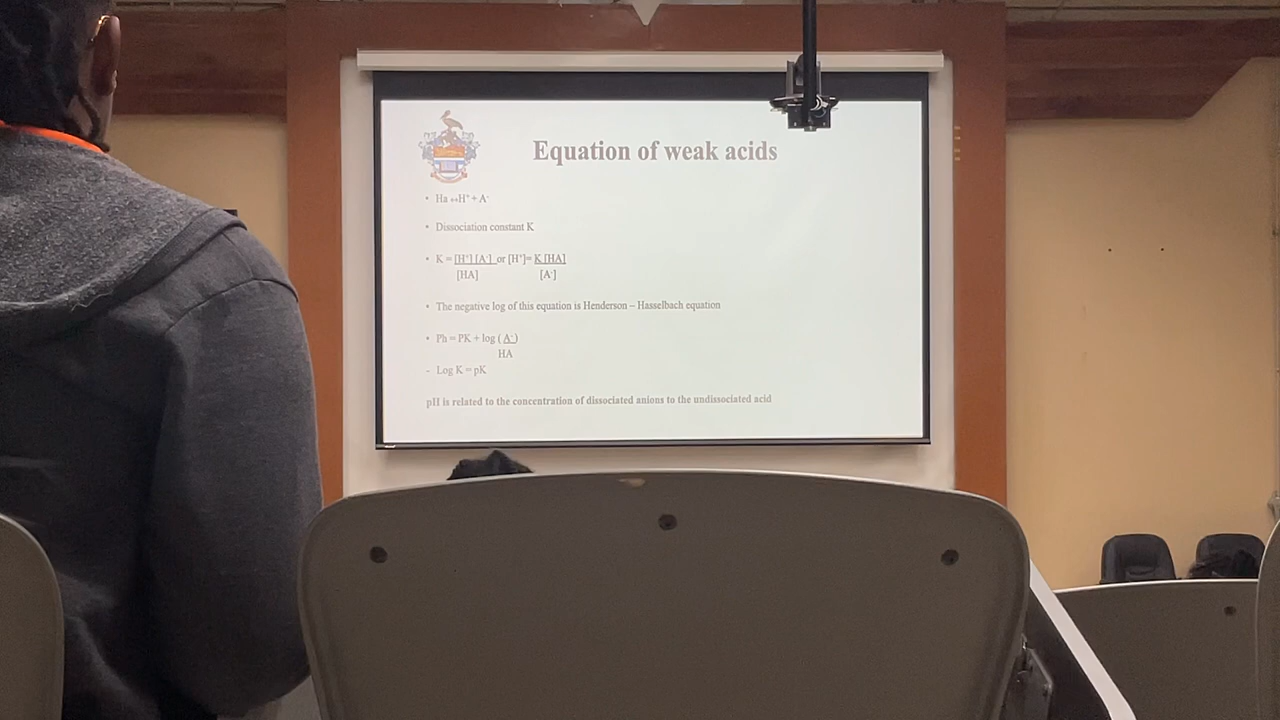 Equation of weak acids
• Ha ↔H⁺ + A⁻
• Dissociation constant K
• K = [H⁺] [A⁻] or [H⁺]= K [HA]
[HA] [A⁻]
• The negative log of this equation is Henderson – Hasselbach equation
• Ph = PK + log ( A⁻)
HA
- Log K = pK
pH is related to the concentration of dissociated anions to the undissociated acid